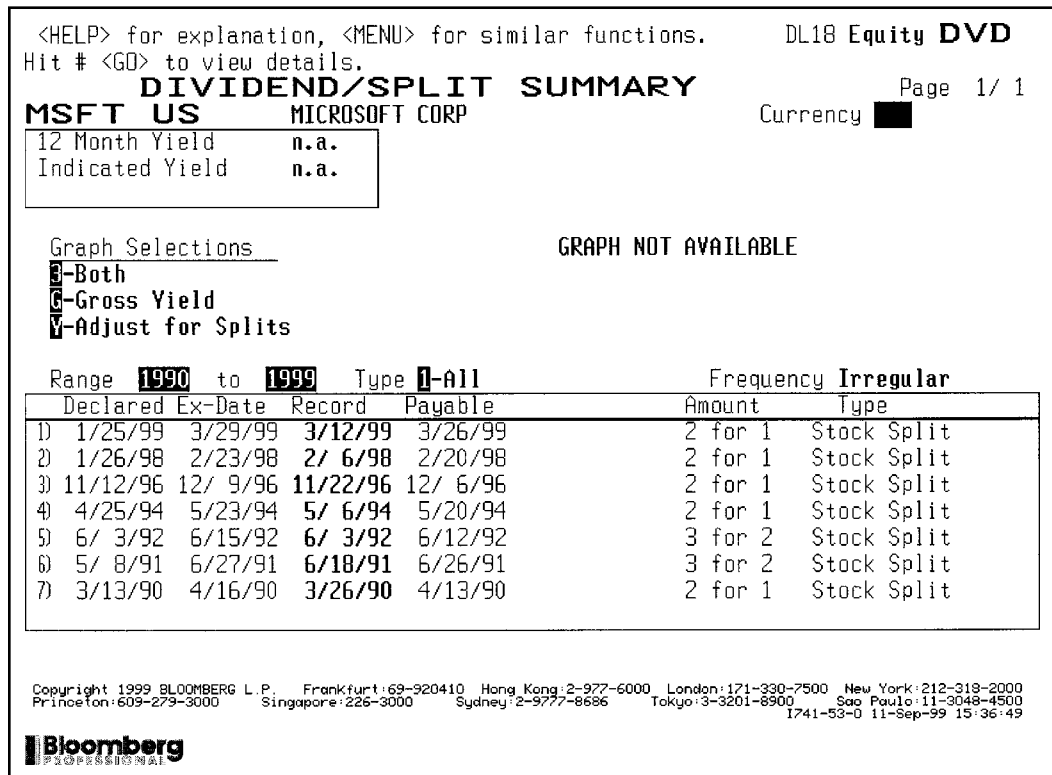 <HELP> for explanation, <MENU> for similar functions. DL18 Equity DVD
Hit # <GO> to view details.
DIVIDEND/SPLIT SUMMARY Page 1/ 1
MSFT US MICROSOFT CORP Currency
12 Month Yield n.a.
Indicated Yield n.a.
Graph Selections GRAPH NOT AVAILABLE
3-Both
G-Gross Yield
Y-Adjust for Splits
Range 1990 to 1999 Type 1-All Frequency Irregular
Declared Ex-Date Record Payable Amount Type
1) 1/25/99 3/29/99 3/12/99 3/26/99 2 for 1 Stock Split
2) 1/26/98 2/23/98 2/ 6/98 2/20/98 2 for 1 Stock Split
3) 11/12/96 12/ 9/96 11/22/96 12/ 6/96 2 for 1 Stock Split
4) 4/25/94 5/23/94 5/ 6/94 5/20/94 2 for 1 Stock Split
5) 6/ 3/92 6/15/92 6/ 3/92 6/12/92 3 for 2 Stock Split
6) 5/ 8/91 6/27/91 6/18/91 6/26/91 3 for 2 Stock Split
7) 3/13/90 4/16/90 3/26/90 4/13/90 2 for 1 Stock Split
Copyright 1999 BLOOMBERG L.P. Frankfurt:69-920410 Hong Kong:2-977-6000 London:171-330-7500 New York:212-318-2000
Princeton:609-279-3000 Singapore:226-3000 Sydney:2-9777-8686 Tokyo:3-3201-8900 Sao Paulo:11-3048-4500
I741-53-0 11-Sep-99 15:36:49
Bloomberg
PROFESSIONAL